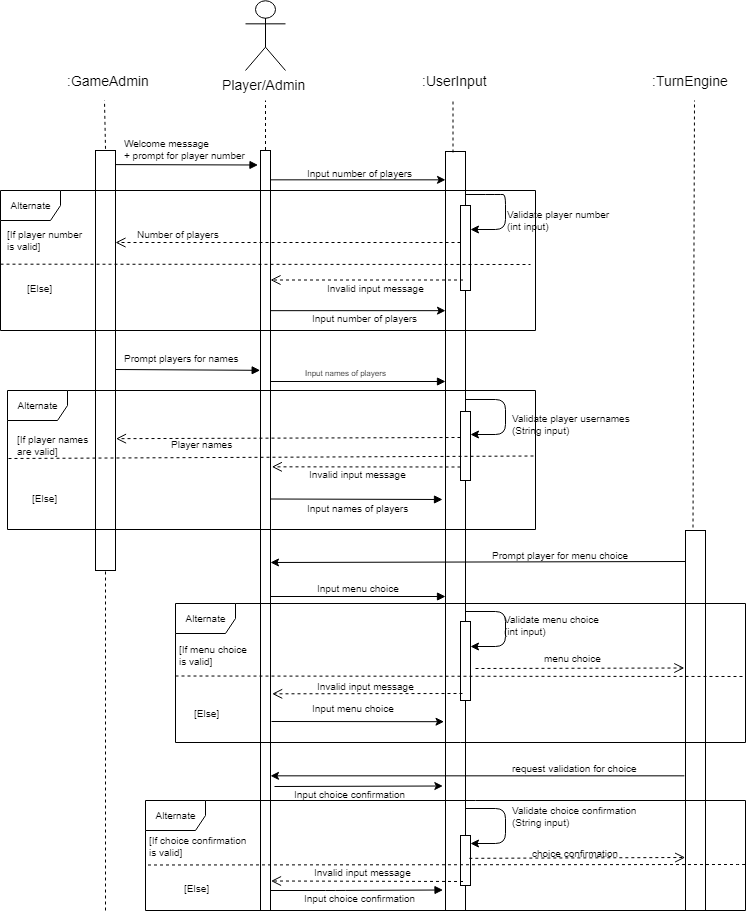 :GameAdmin
Player/Admin
:UserInput
:TurnEngine
Welcome message
+ prompt for player number
Input number of players
Alternate
Validate player number
(int input)
[If player number
is valid]
Number of players
[Else]
Invalid input message
Input number of players
Prompt players for names
Input names of players
Alternate
Validate player usernames
(String input)
[If player names
are valid]
Player names
Invalid input message
[Else]
Input names of players
Prompt player for menu choice
Input menu choice
Alternate
Validate menu choice
(int input)
[If menu choice
is valid]
menu choice
Invalid input message
[Else]
Input menu choice
request validation for choice
Input choice confirmation
Alternate
Validate choice confirmation
(String input)
[If choice confirmation
is valid]
choice confirmation
Invalid input message
[Else]
Input choice confirmation